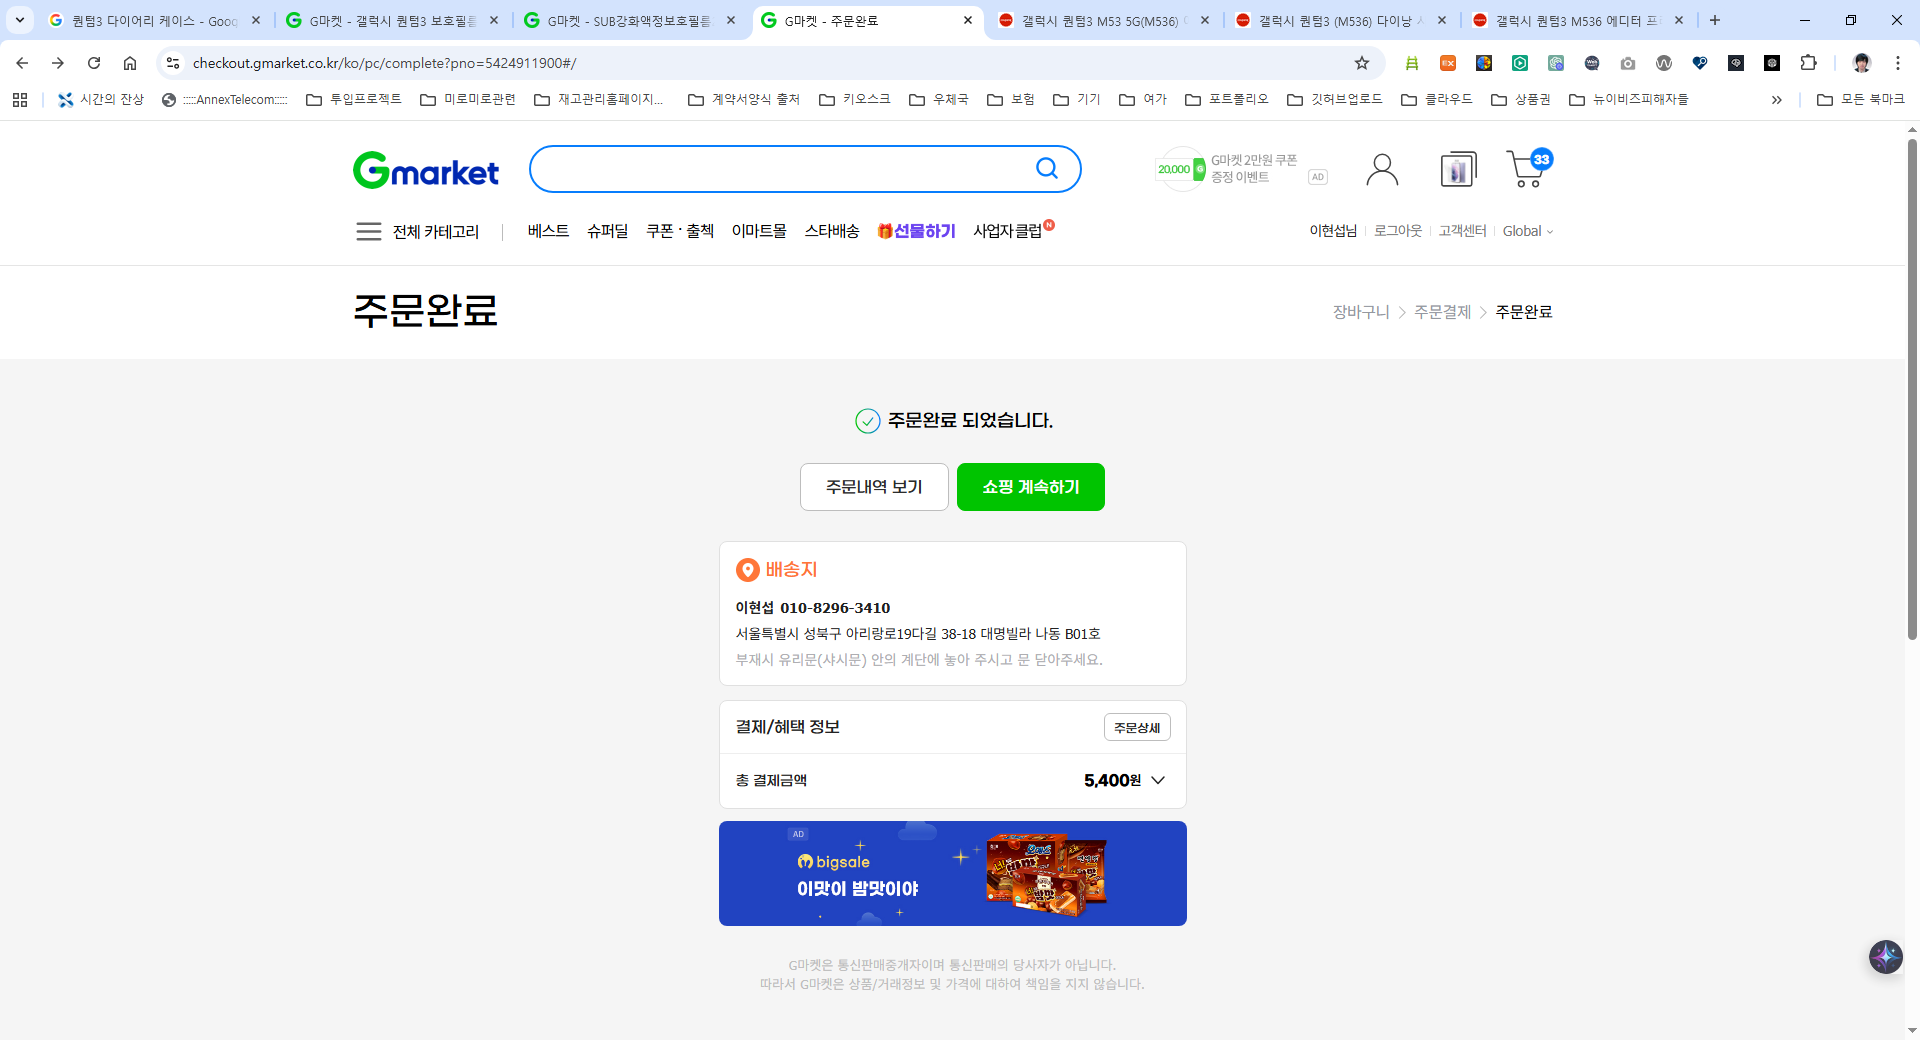 퀀텀3 다이어리 케이스 - Goo
G마켓 - 갤럭시 퀀텀3 보호필름
G마켓 - SUB강화액정보호필름
G마켓 - 주문완료
갤럭시 퀀텀3 M53 5G(M536)
갤럭시 퀀텀3 (M536) 다이낭
갤럭시 퀀텀3 M536 에디터
checkout.gmarket.co.kr/ko/pc/complete?pno=5424911900#/
시간의 잔상
:::::AnnexTelecom:::::
투입프로젝트
미로미로관련
재고관리홈페이지...
계약서양식 출처
키오스크
우체국
보험
기기
여가
포트폴리오
깃허브업로드
클라우드
상품권
뉴이비즈피해자들
모든 북마크
Gmarket
20,000
G마켓 2만원 쿠폰
증정 이벤트
AD
33
전체 카테고리
베스트
슈퍼딜
쿠폰 · 출첵
이마트몰
스타배송
선물하기
사업자클럽
N
이현섭님
로그아웃
고객센터
Global
주문완료
장바구니 > 주문결제 > 주문완료
주문완료 되었습니다.
주문내역 보기
쇼핑 계속하기
배송지
이현섭 010-8296-3410
서울특별시 성북구 아리랑로19다길 38-18 대명빌라 나동 B01호
부재시 유리문(샤시문) 안의 계단에 놓아 주시고 문 닫아주세요.
결제/혜택 정보
주문상세
총 결제금액
5,400원
AD
bigsale
이맛이 밤맛이야
G마켓은 통신판매중개자이며 통신판매의 당사자가 아닙니다.
따라서 G마켓은 상품/거래정보 및 가격에 대하여 책임을 지지 않습니다.